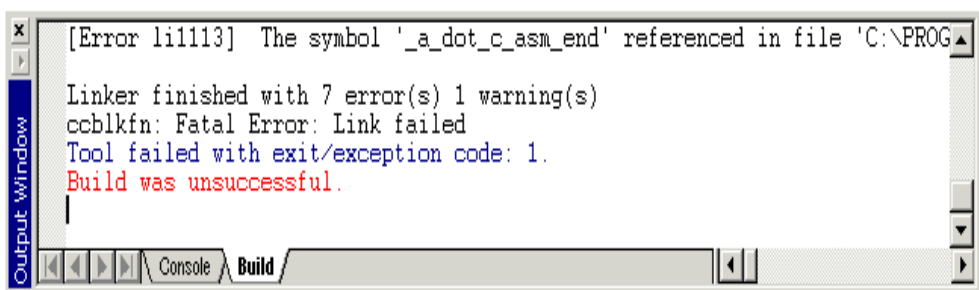 [Error li1113]  The symbol '_a_dot_c_asm_end' referenced in file 'C:\PROG
Linker finished with 7 error(s) 1 warning(s)
ccblkfn: Fatal Error: Link failed
Tool failed with exit/exception code: 1.
Build was unsuccessful.
Output Window
Console
Build